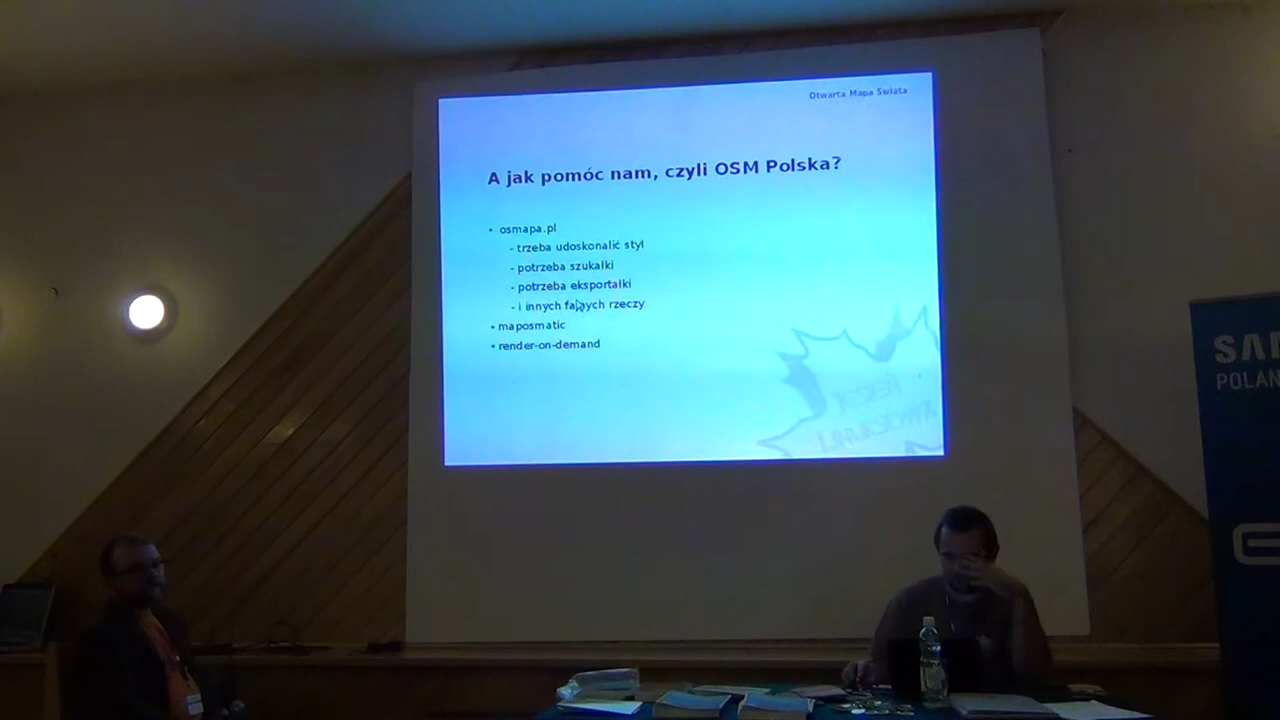 Otwarta Mapa Świata
A jak pomóc nam, czyli OSM Polska?
• osmapa.pl
- trzeba udoskonalić styl
- potrzeba szukałki
- potrzeba eksportałki
- i innych fajnych rzeczy
• maposmatic
• render-on-demand
POLAN